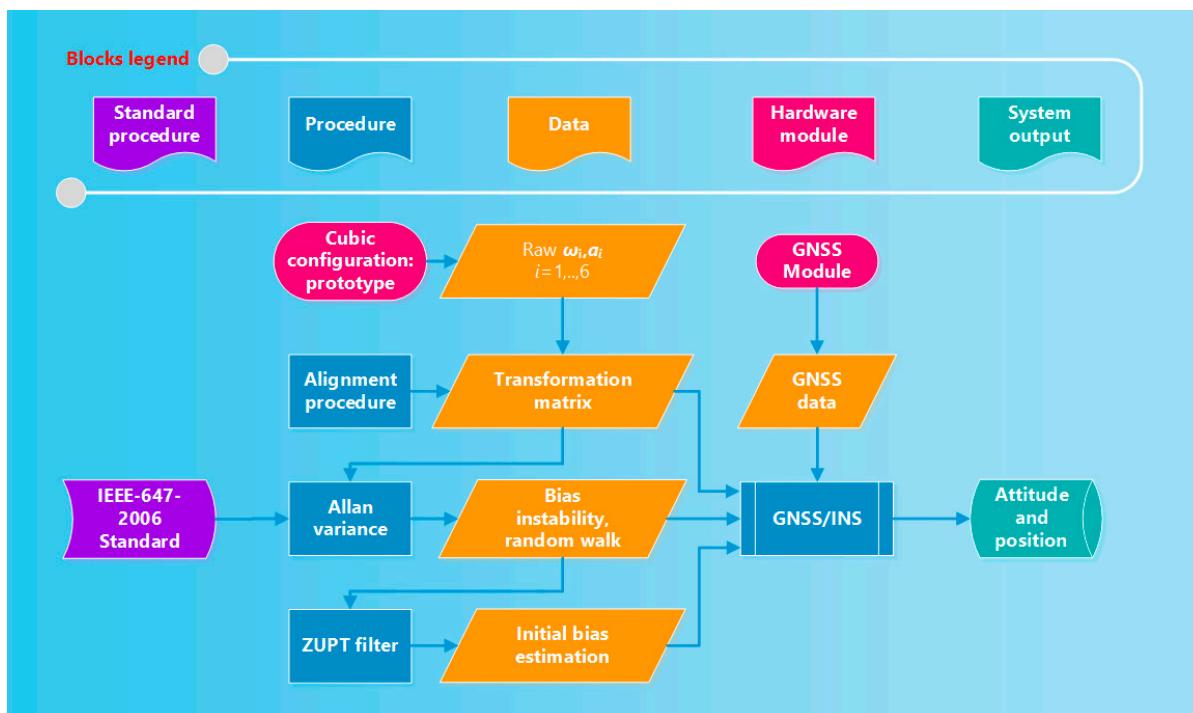 Blocks legend
Standard
procedure
Procedure
Data
Hardware
module
System
output
Cubic
configuration:
prototype
Raw ωi,ai
i=1,..,6
GNSS
Module
Alignment
procedure
Transformation
matrix
GNSS
data
IEEE-647-
2006
Standard
Allan
variance
Bias
instability,
random walk
GNSS/INS
Attitude
and
position
ZUPT filter
Initial bias
estimation